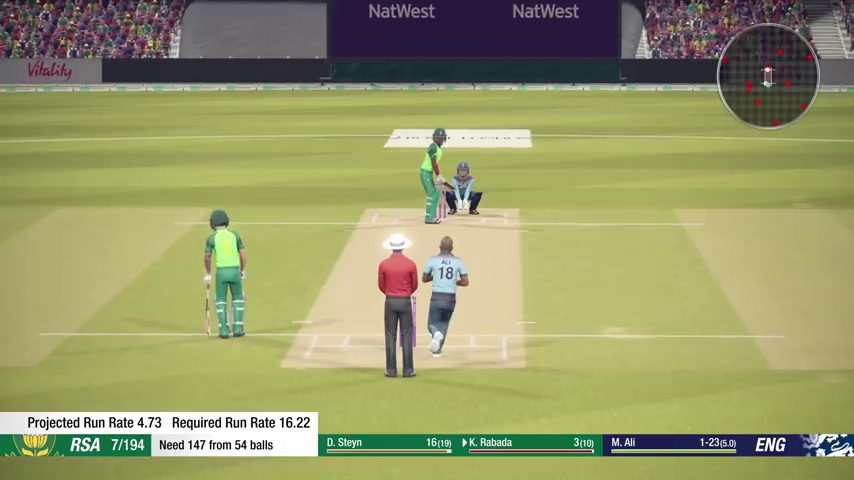 NatWest NatWest
Vitality
ALI
18
Projected Run Rate 4.73 Required Run Rate 16.22
RSA 7/194 Need 147 from 54 balls D. Steyn 16(19) K. Rabada 3(10) M. Ali 1-23(5.0) ENG